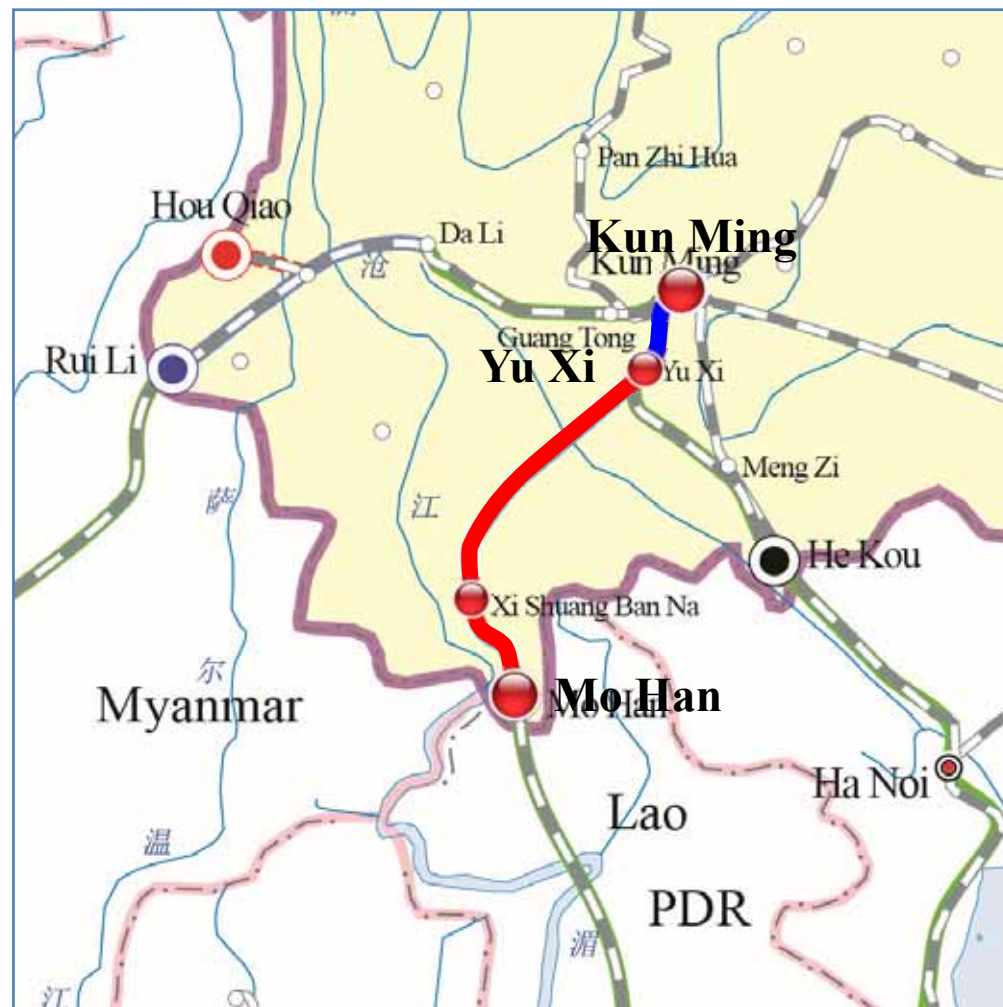 Pan Zhi Hua
Hou Qiao
Da Li
Kun Ming
Kun Ming
沧
Guang Tong
Rui Li
Yu Xi
Yu Xi
Meng Zi
萨
江
He Kou
Xi Shuang Ban Na
尔
Myanmar
Mo Han
Mo Han
Ha Noi
Lao
温
PDR
湄
江